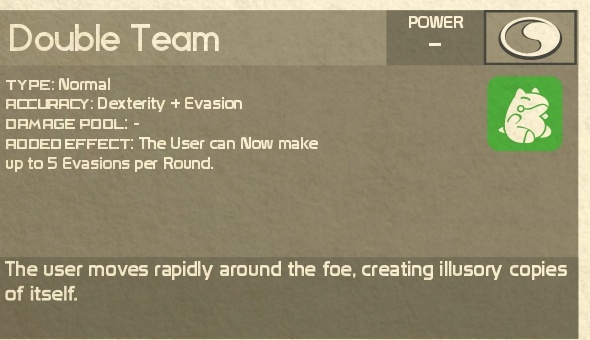 Double Team
POWER
–
TYPE: Normal
ACCURACY: Dexterity + Evasion
DAMAGE POOL: -
ADDED EFFECT: The User can Now make
up to 5 Evasions per Round.
The user moves rapidly around the foe, creating illusory copies
of itself.